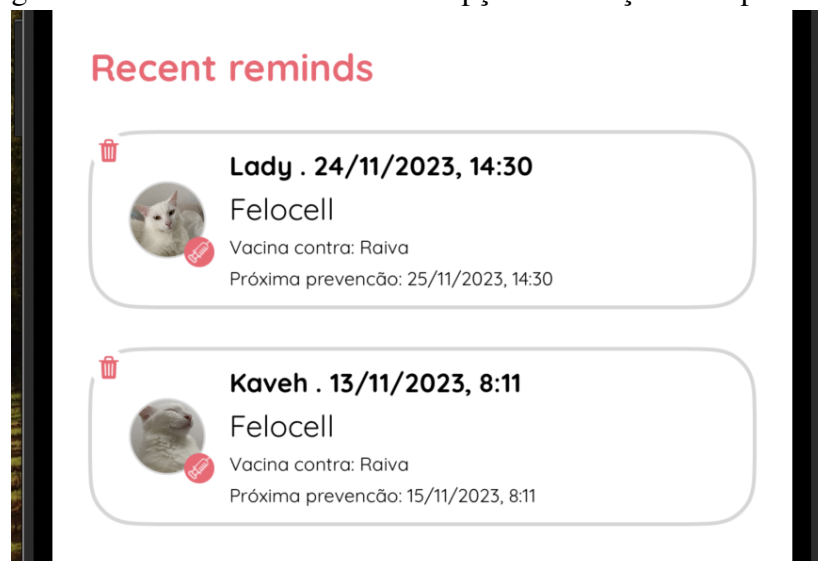 Recent reminds
Lady . 24/11/2023, 14:30
Felocell
Vacina contra: Raiva
Próxima prevencão: 25/11/2023, 14:30
Kaveh . 13/11/2023, 8:11
Felocell
Vacina contra: Raiva
Próxima prevencão: 15/11/2023, 8:11